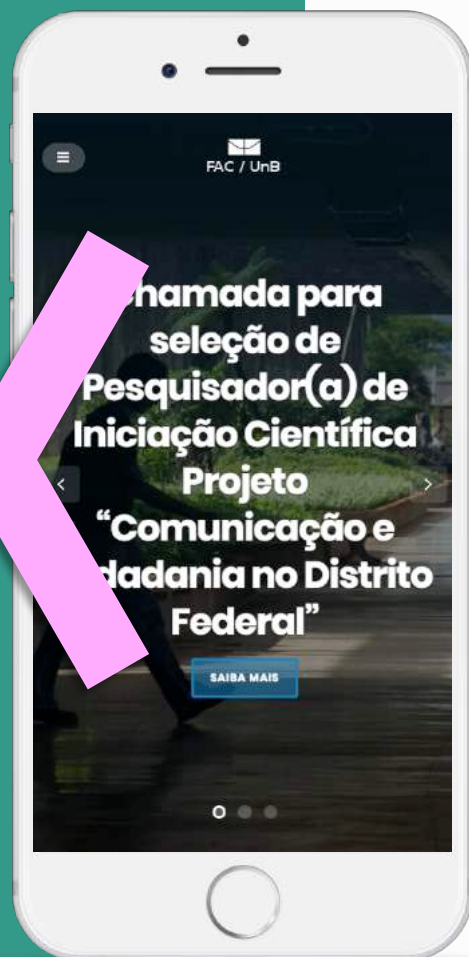 FAC / UnB
hamada para
seleção de
Pesquisador(a) de
Iniciação Científica
Projeto
“Comunicação e
dadania no Distrito
Federal”
SAIBA MAIS